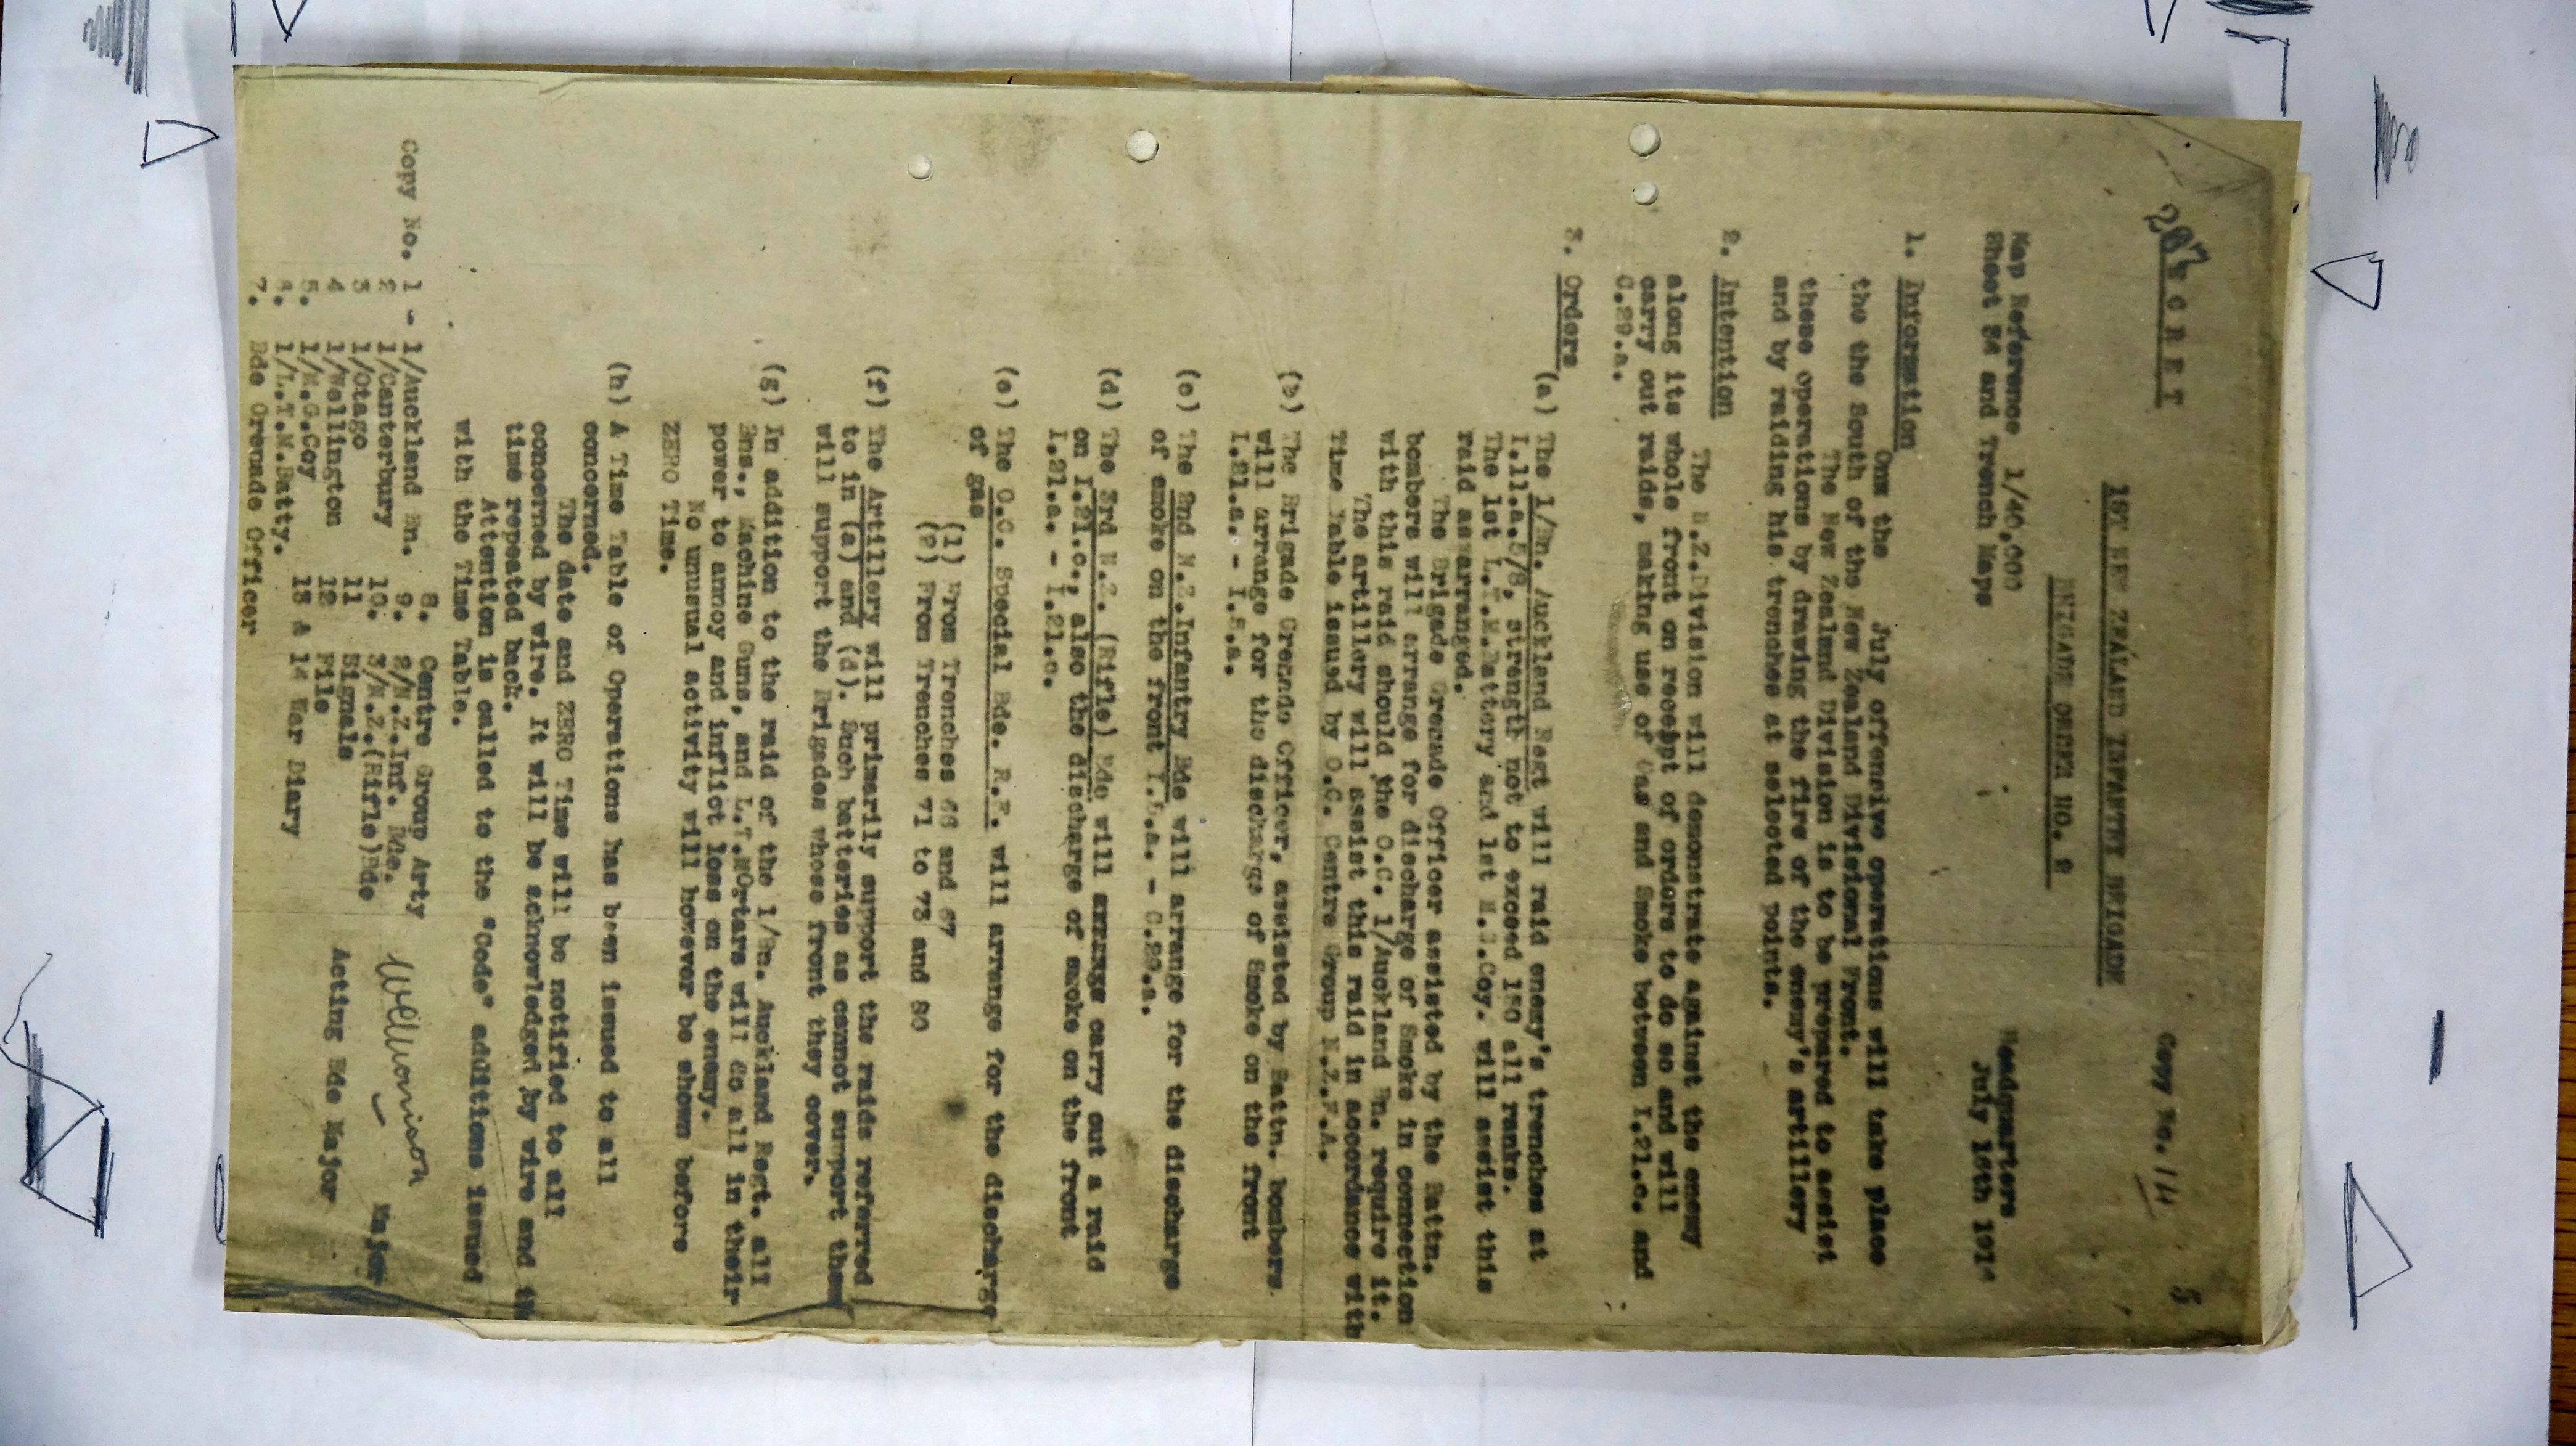 SECRET
Copy No. 14
5
1ST NEW ZEALAND INFANTRY BRIGADE
BRIGADE ORDER NO.
Map Reference 1/40,000
Sheet 36 and Trench Maps
Headquarters
July 16th 1916
1. Information
Onx the July offensive operations will take place
the the South of the New Zealand Divisional Front.
The New Zealand Division is to be prepared to assist
these operations by drawing the fire of the enemy's artillery
and by raiding his trenches at selected points.
2. Intention
The N.Z.Division will demonstrate against the enemy
along its whole front on receipt of orders to do so and will
carry out raids, making use of Gas and Smoke between I.21.c. and
C.29.a.
3. Orders
(a) The 1/Bn. Auckland Regt will raid enemy's trenches at
I.11.a.5/8, strength not to exceed 150 all ranks.
The 1st L.T.M.Battery and 1st M.G.Coy. will assist this
raid as arranged.
The Brigade Grenade Officer assisted by the Battn.
bombers will arrange for discharge of Smoke in connection
with this raid should the O.C. 1/Auckland Bn. require it.
The artillery will assist this raid in accordance with
Time Table issued by O.C. Centre Group N.Z.F.A.
(b) The Brigade Grenade Officer, assisted by Battn. bombers
will arrange for the discharge of Smoke on the front
I.21.a. - I.5.a.
(c) The 2nd N.Z.Infantry Bde will arrange for the discharge
of smoke on the front I.5.a. - C.29.a.
(d) The 3rd N.Z. (Rifle) Bde will arrange carry out a raid
on I.21.c., also the discharge of smoke on the front
I.21.a. - I.21.c.
(e) The O.C. Special Bde. R.E. will arrange for the discharge
of gas
(1) From Trenches 66 and 67
(2) From Trenches 71 to 73 and 80
(f) The Artillery will primarily support the raids referred
to in (a) and (d). Such batteries as cannot support them
will support the Brigades whose front they cover.
(g) In addition to the raid of the 1/Bn. Auckland Regt. all
Bns., Machine Guns, and L.T.MOrtars will do all in their
power to annoy and inflict loss on the enemy.
No unusual activity will however be shown before
ZERO Time.
(h) A Time Table of Operations has been issued to all
concerned.
The date and ZERO Time will be notified to all
concerned by wire. It will be acknowledged by wire and the
time repeated back.
Attention is called to the "Code" additions issued
with the Time Table.
Copy No. 1 - 1/Auckland Bn.
2 1/Canterbury
3 1/Otago
4 1/Wellington
5. 1/M.G.Coy
6. 1/L.T.M.Batty.
7. Bde Grenade Officer
8. Centre Group Arty
9. 2/N.Z.Inf. Bde.
10. 3/N.Z.(Rifle)Bde
11 Signals
12 File
13 & 14 War Diary
Major
Acting Bde Major